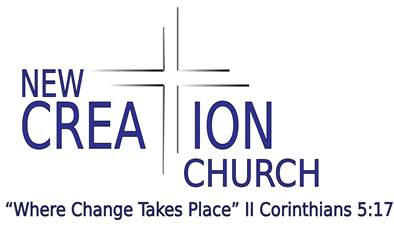 NEW
CREATION
CHURCH
“Where Change Takes Place” II Corinthians 5:17